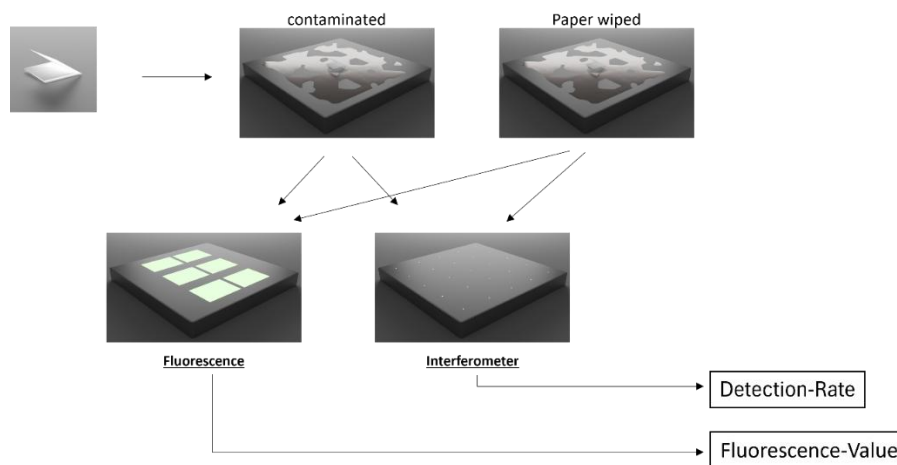 contaminated
Paper wiped
Fluorescence
Interferometer
Detection-Rate
Fluorescence-Value